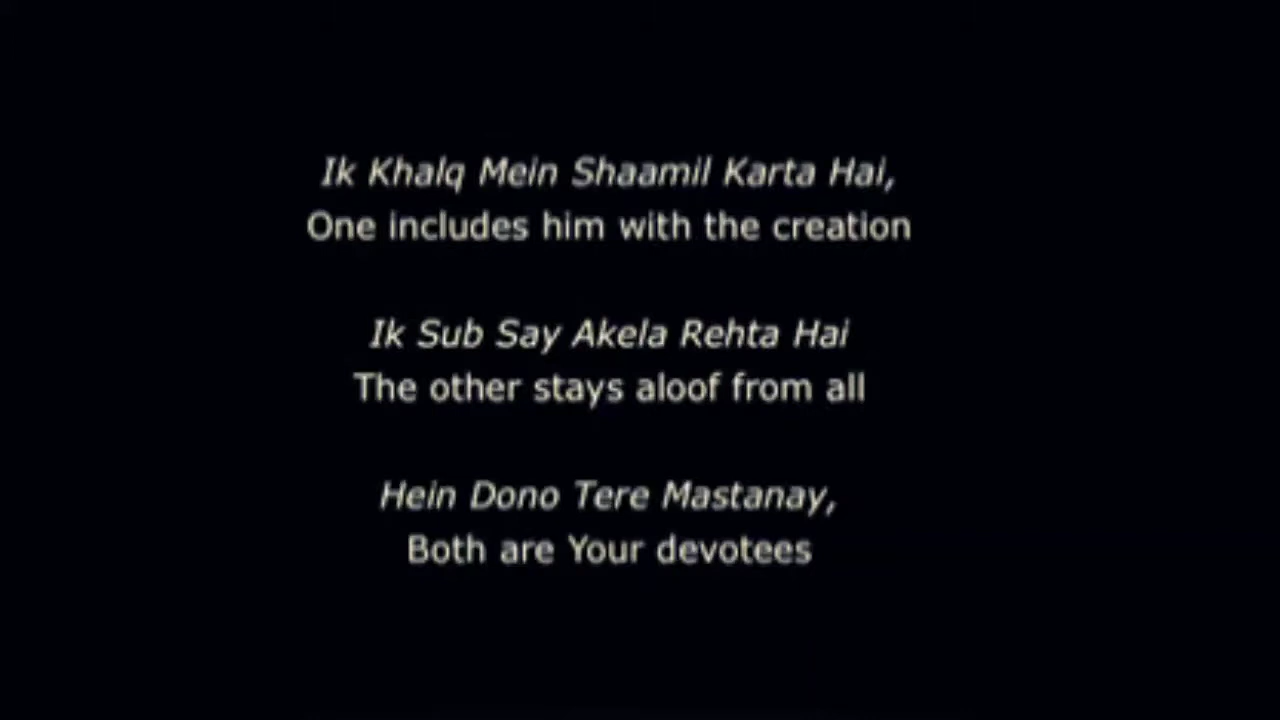 Ik Khalq Mein Shaamil Karta Hai,
One includes him with the creation
Ik Sub Say Akela Rehta Hai
The other stays aloof from all
Hein Dono Tere Mastanay,
Both are Your devotees